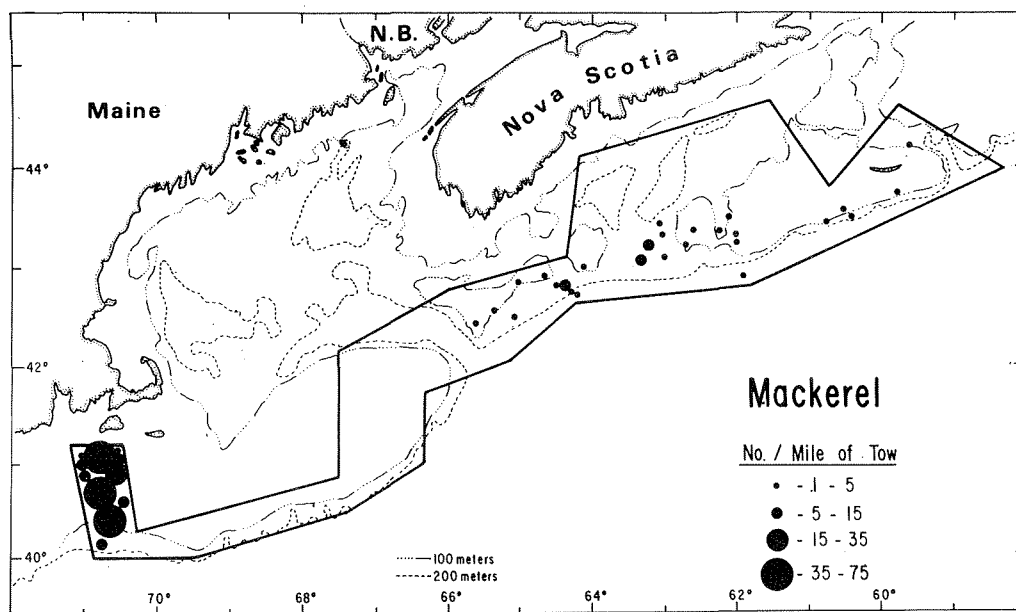 N.B.
Maine
Nova Scotia
44°
42°
40°
Mackerel
No. / Mile of Tow
- .1 - 5
- 5 - 15
- 15 - 35
- 35 - 75
100 meters
200 meters
70° 68° 66° 64° 62° 60°